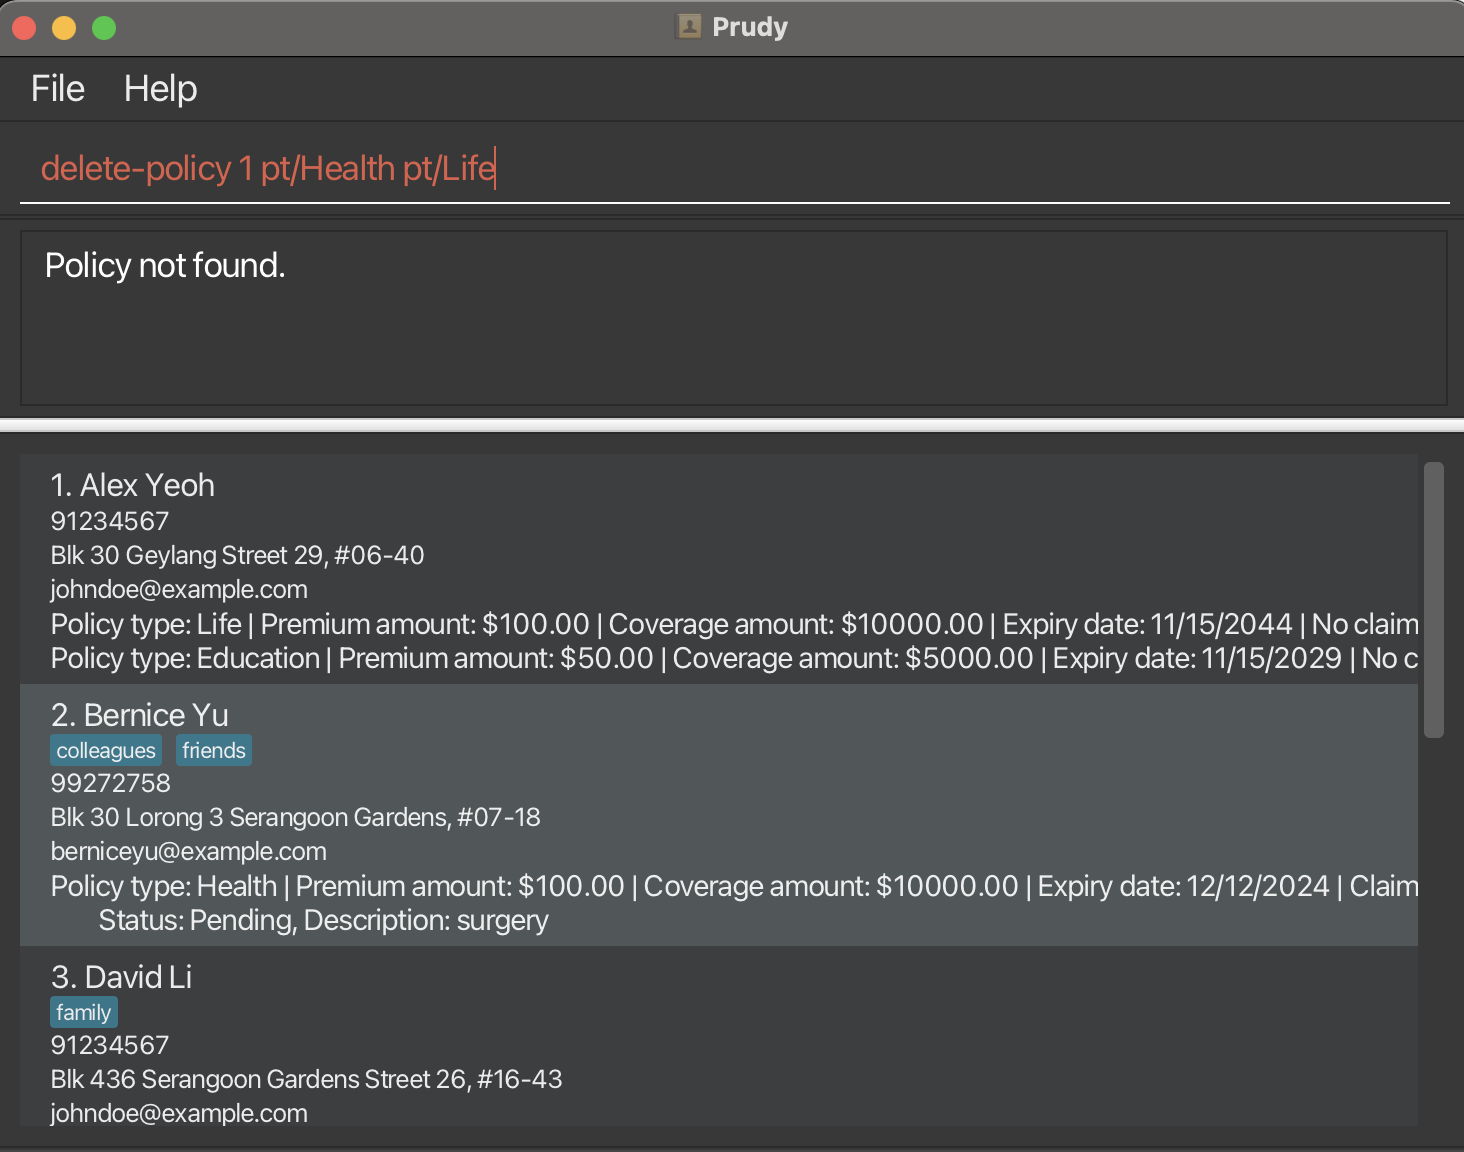 Prudy
File Help
delete-policy 1 pt/Health pt/Life
Policy not found.
1. Alex Yeoh
91234567
Blk 30 Geylang Street 29, #06-40
johndoe@example.com
Policy type: Life | Premium amount: $100.00 | Coverage amount: $10000.00 | Expiry date: 11/15/2044 | No claim
Policy type: Education | Premium amount: $50.00 | Coverage amount: $5000.00 | Expiry date: 11/15/2029 | No c
2. Bernice Yu
colleagues friends
99272758
Blk 30 Lorong 3 Serangoon Gardens, #07-18
berniceyu@example.com
Policy type: Health | Premium amount: $100.00 | Coverage amount: $10000.00 | Expiry date: 12/12/2024 | Claim
Status: Pending, Description: surgery
3. David Li
family
91234567
Blk 436 Serangoon Gardens Street 26, #16-43
johndoe@example.com